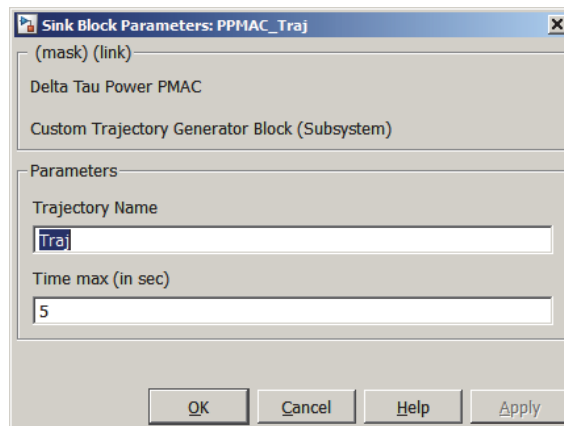 Sink Block Parameters: PPMAC_Traj
(mask) (link)
Delta Tau Power PMAC
Custom Trajectory Generator Block (Subsystem)
Parameters
Trajectory Name
Traj
Time max (in sec)
5
OK Cancel Help Apply